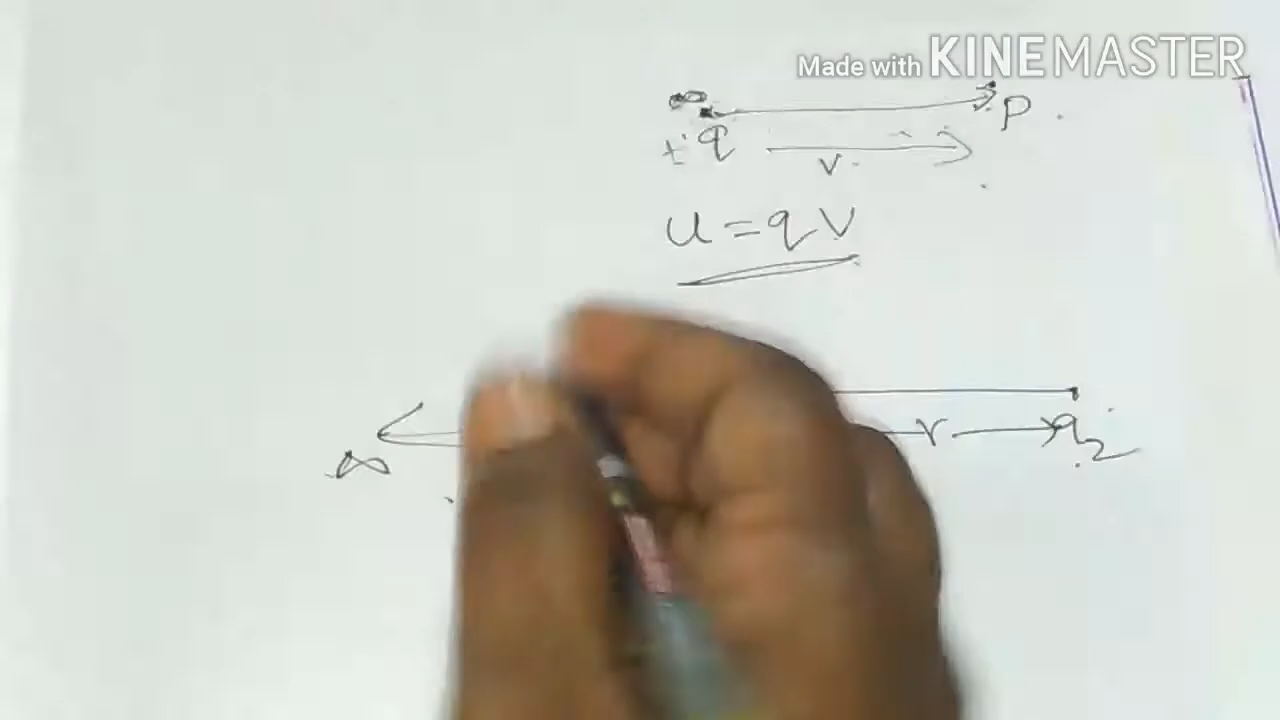 Made with KINEMASTER
∞ P
+q v
u = qv
r q2
∞